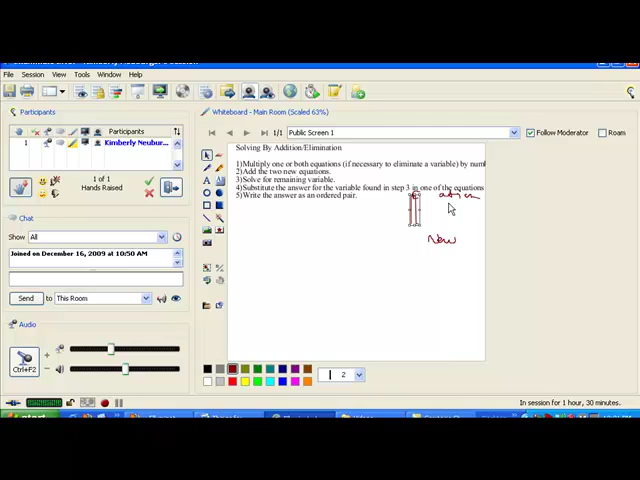 File Session View Tools Window Help
Participants
Whiteboard - Main Room (Scaled 63%)
1/1 Public Screen 1 Follow Moderator Roam
Participants
1 Kimberly Neubur...
1 Total
Hands Raised
Solving By Addition/Elimination
1)Multiply one or both equations (if necessary to eliminate a variable) by num
2)Add the two new equations.
3)Solve for remaining variable.
4)Substitute the answer for the variable found in step 3 in one of the equations
5)Write the answer as an ordered pair.
New
Chat
Show All
Joined on December 16, 2009 at 10:50 AM
Send to This Room
Audio
Ctrl+F2
2
In session for 1 hour, 30 minutes.
start